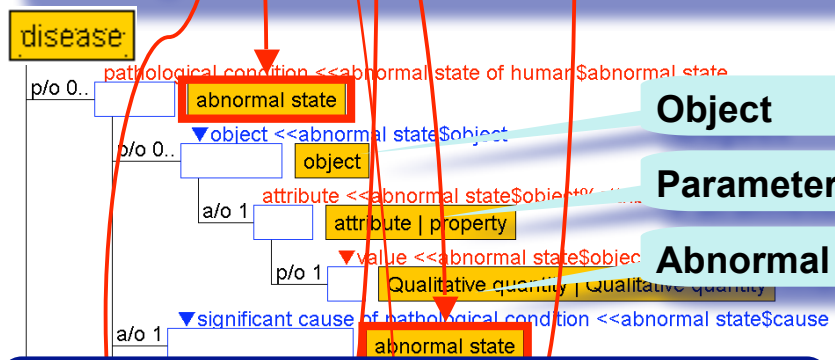 disease
pathological condition <<abnormal state of human$abnormal state
p/o 0..
abnormal state
Object
▼object <<abnormal state$object
p/o 0..
object
Parameter
attribute <<abnormal state$object%
a/o 1
attribute | property
▼value <<abnormal state$objec
Abnormal
p/o 1
Qualitative quantity | Qualitative quantity
▼significant cause of pathological condition <<abnormal state$cause
a/o 1
abnormal state